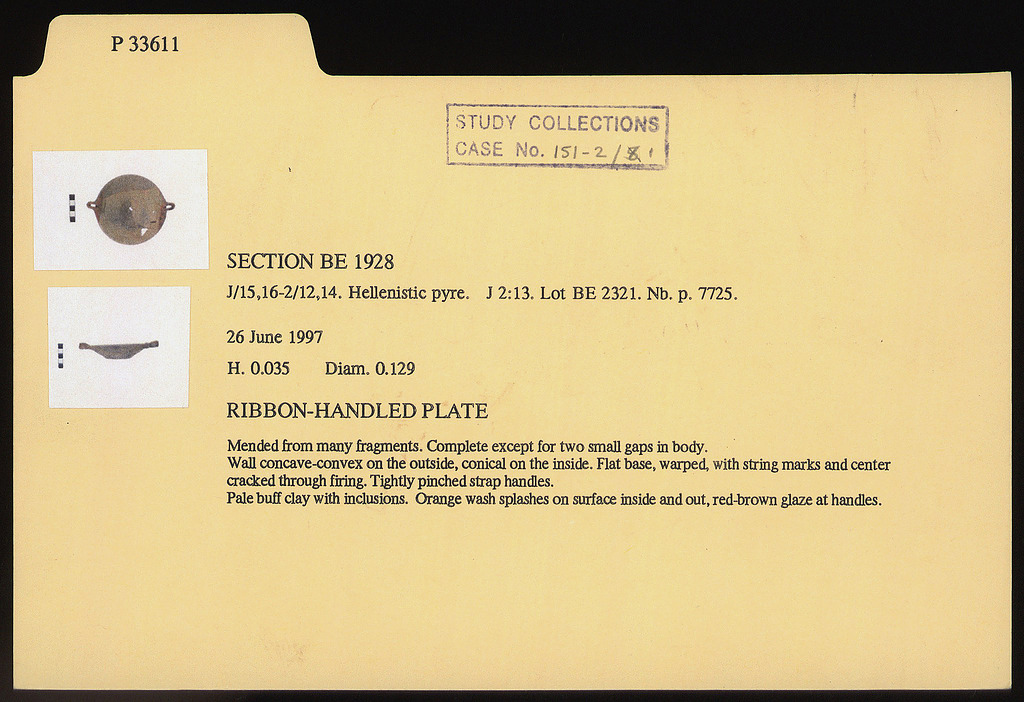 P 33611
STUDY COLLECTIONS
CASE No. 151-2/
SECTION BE 1928
J/15,16-2/12,14. Hellenistic pyre. J 2:13. Lot BE 2321. Nb. p. 7725.
26 June 1997
H. 0.035 Diam. 0.129
RIBBON-HANDLED PLATE
Mended from many fragments. Complete except for two small gaps in body.
Wall concave-convex on the outside, conical on the inside. Flat base, warped, with string marks and center
cracked through firing. Tightly pinched strap handles.
Pale buff clay with inclusions. Orange wash splashes on surface inside and out, red-brown glaze at handles.